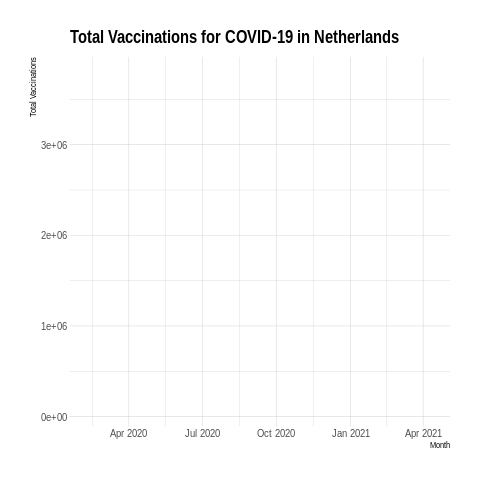 Total Vaccinations for COVID-19 in Netherlands
Total Vaccinations
3e+06
2e+06
1e+06
0e+00
Apr 2020 Jul 2020 Oct 2020 Jan 2021 Apr 2021
Month